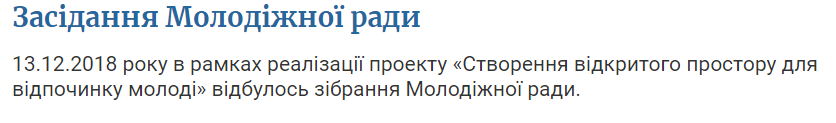 Засідання Молодіжної ради
13.12.2018 року в рамках реалізації проекту «Створення відкритого простору для
відпочинку молоді» відбулось зібрання Молодіжної ради.